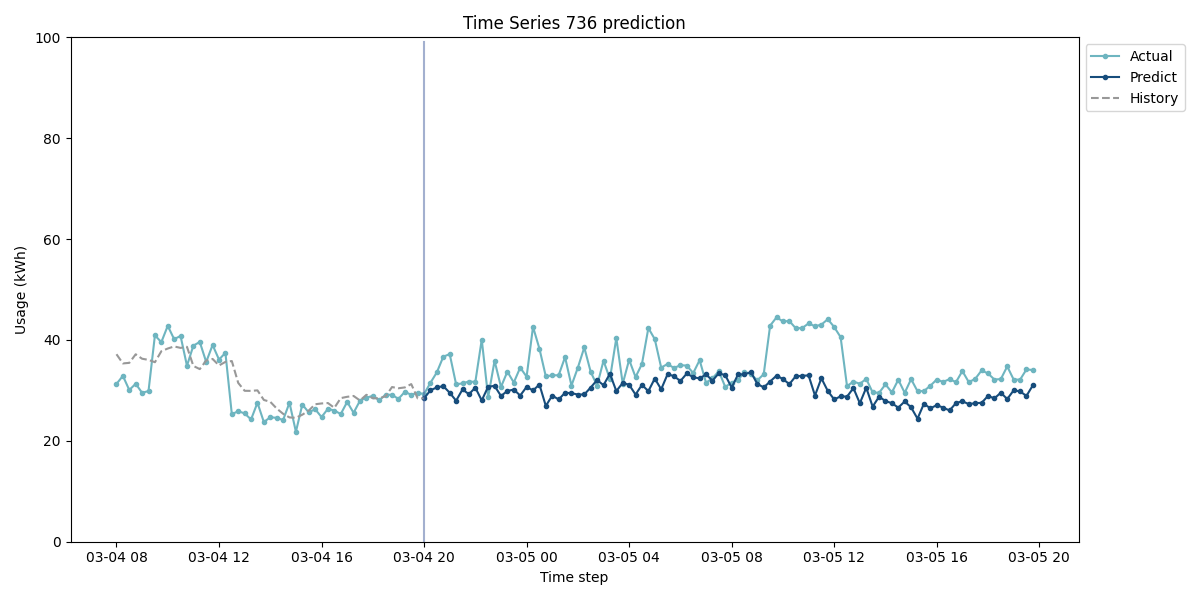 Time Series 736 prediction
100
80
60
40
20
0
Usage (kWh)
03-04 08
03-04 12
03-04 16
03-04 20
03-05 00
03-05 04
03-05 08
03-05 12
03-05 16
03-05 20
Time step
Actual
Predict
History